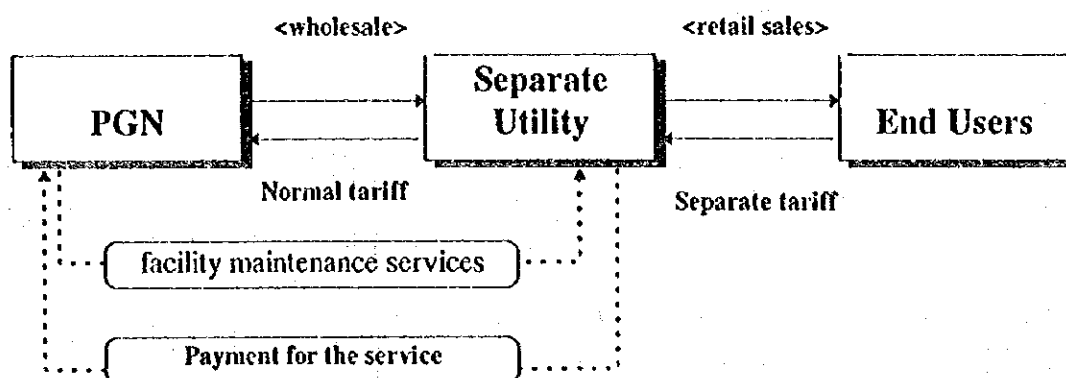 <wholesale>
<retail sales>
PGN
Separate
Utility
End Users
Normal tariff
Separate tariff
facility maintenance services
Payment for the service